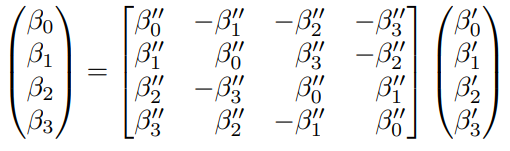 β₀ = β₀″ −β₁″ −β₂″ −β₃″ β₀′
β₁ β₁″ β₀″ β₃″ −β₂″ β₁′
β₂ β₂″ −β₃″ β₀″ β₁″ β₂′
β₃ β₃″ β₂″ −β₁″ β₀″ β₃′